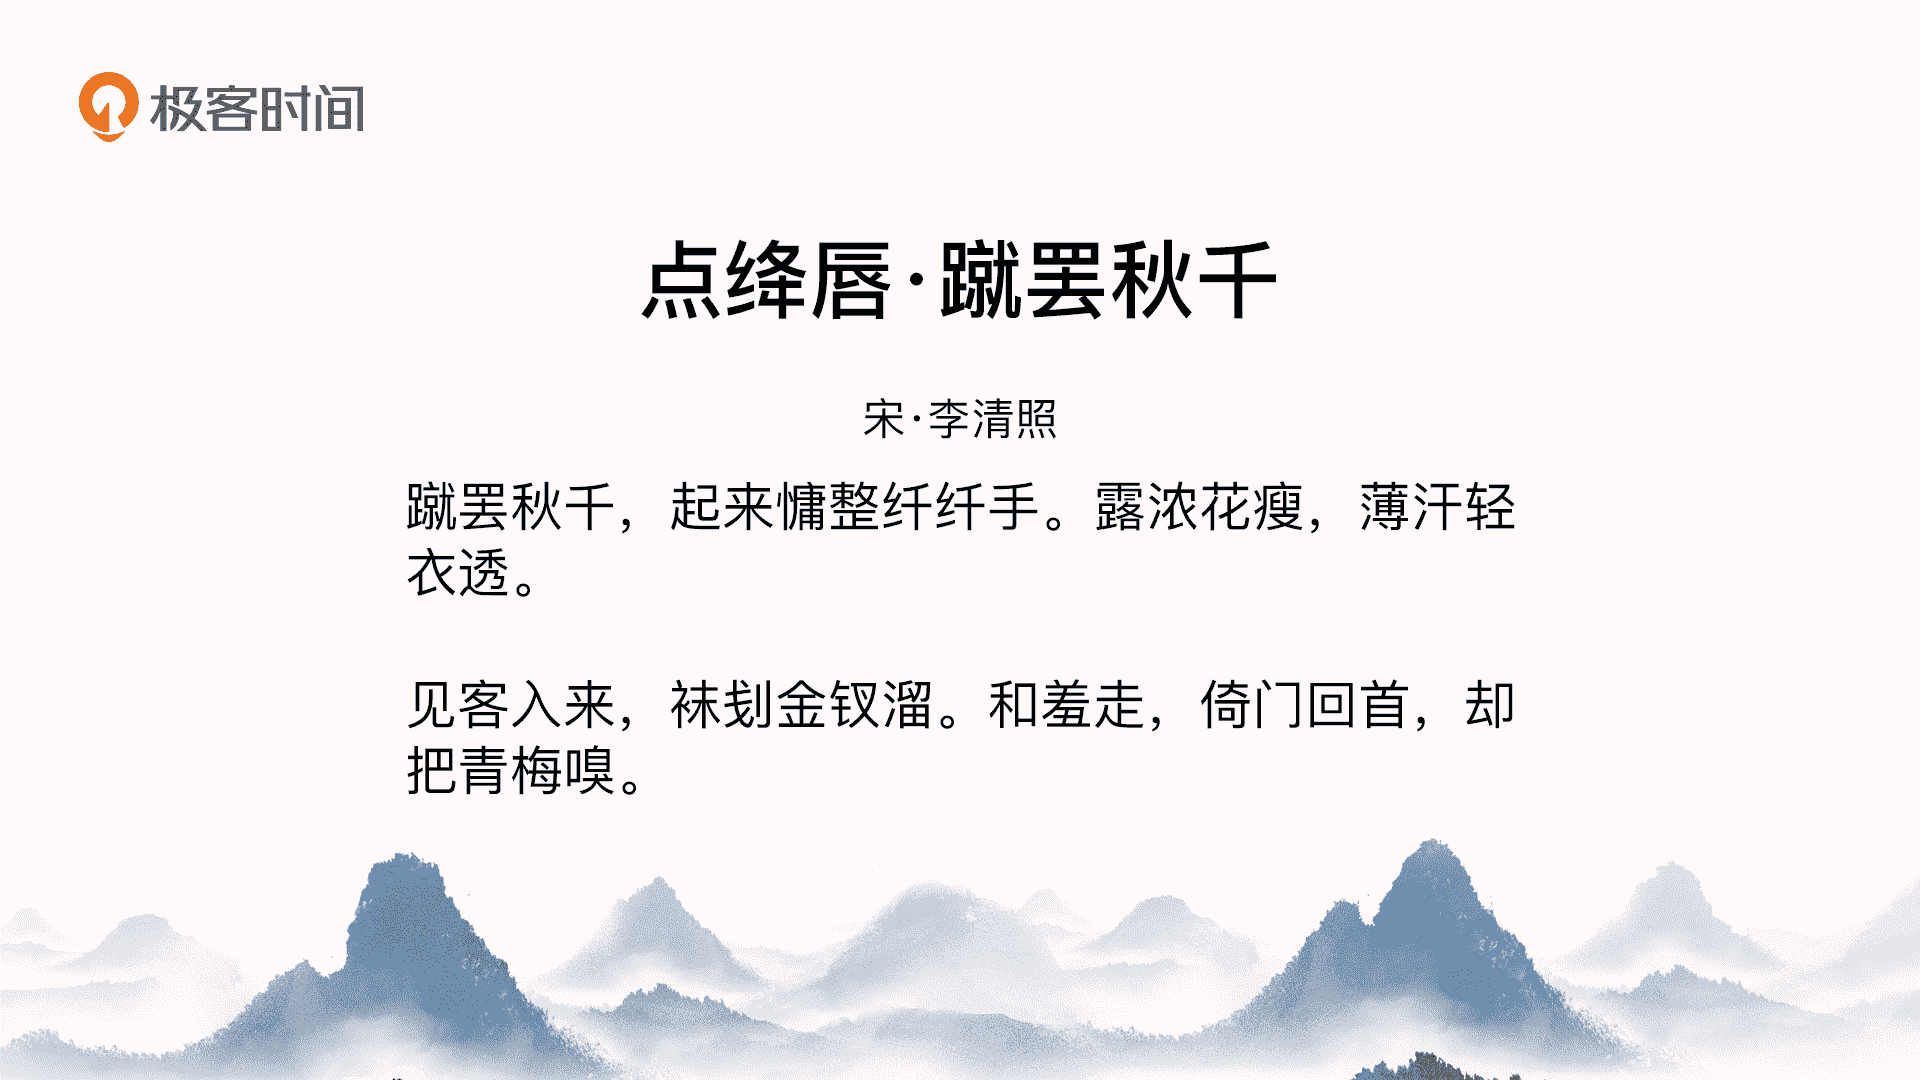 极客时间
点绛唇·蹴罢秋千
宋·李清照
蹴罢秋千，起来慵整纤纤手。露浓花瘦，薄汗轻
衣透。
见客入来，袜刬金钗溜。和羞走，倚门回首，却
把青梅嗅。